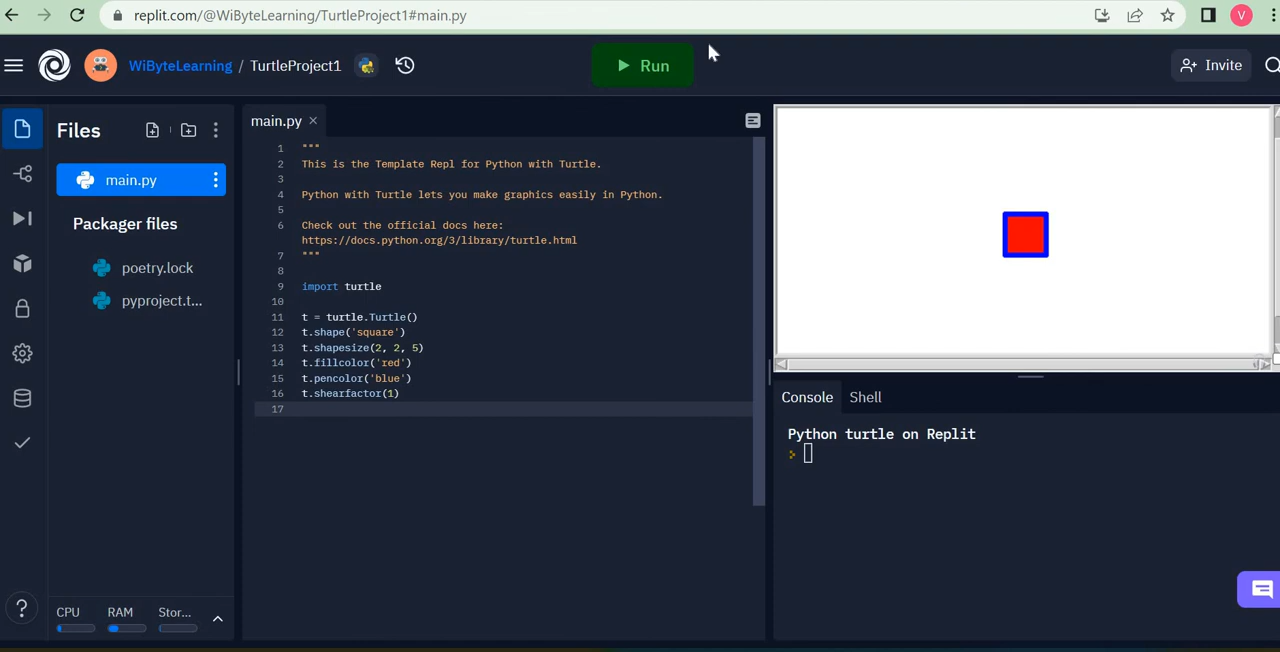 replit.com/@WiByteLearning/TurtleProject1#main.py
V
WiByteLearning / TurtleProject1
Run
Invite
Files
main.py
Packager files
poetry.lock
pyproject.t...
CPU RAM Stor...
main.py
1 """
2 This is the Template Repl for Python with Turtle.
3
4 Python with Turtle lets you make graphics easily in Python.
5
6 Check out the official docs here:
https://docs.python.org/3/library/turtle.html
7 """
8
9 import turtle
10
11 t = turtle.Turtle()
12 t.shape('square')
13 t.shapesize(2, 2, 5)
14 t.fillcolor('red')
15 t.pencolor('blue')
16 t.shearfactor(1)
17
Console Shell
Python turtle on Replit